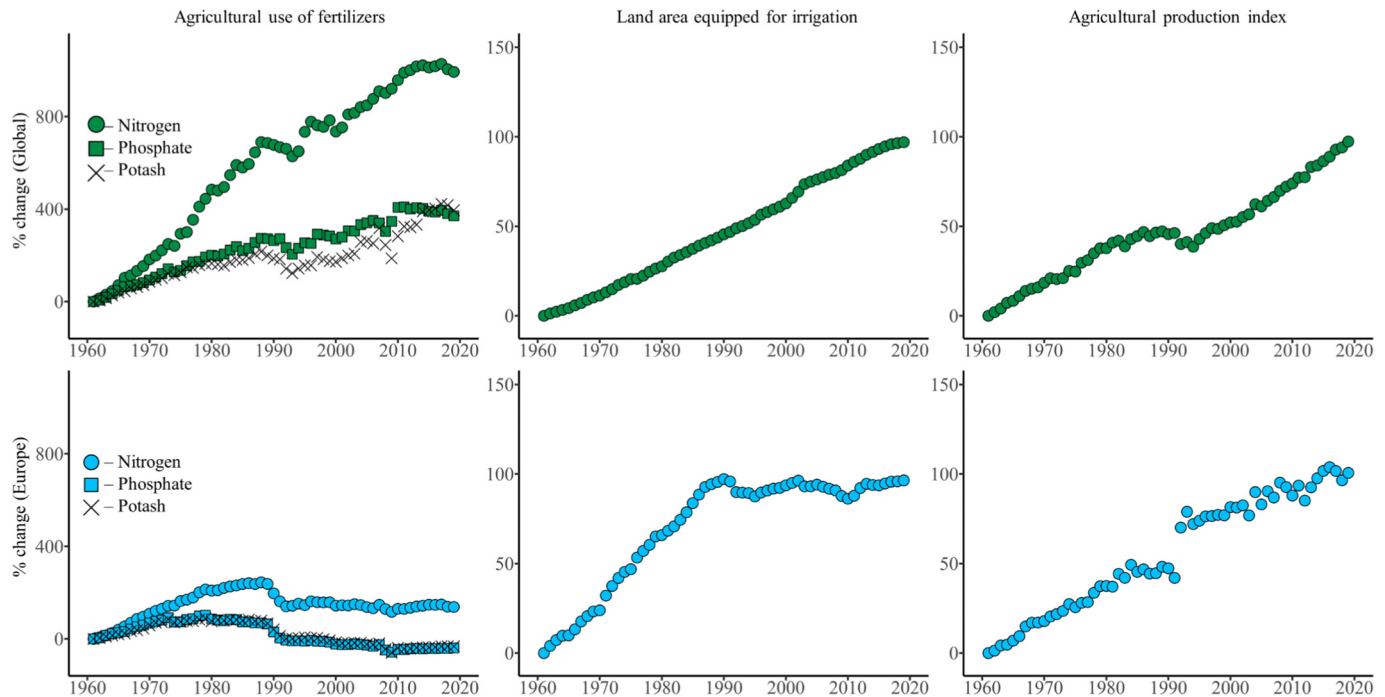 Agricultural use of fertilizers
Land area equipped for irrigation
Agricultural production index
% change (Global)
800
400
0
– Nitrogen
– Phosphate
– Potash
1960 1970 1980 1990 2000 2010 2020
150
100
50
0
1960 1970 1980 1990 2000 2010 2020
150
100
50
0
1960 1970 1980 1990 2000 2010 2020
% change (Europe)
800
400
0
– Nitrogen
– Phosphate
– Potash
1960 1970 1980 1990 2000 2010 2020
150
100
50
0
1960 1970 1980 1990 2000 2010 2020
150
100
50
0
1960 1970 1980 1990 2000 2010 2020